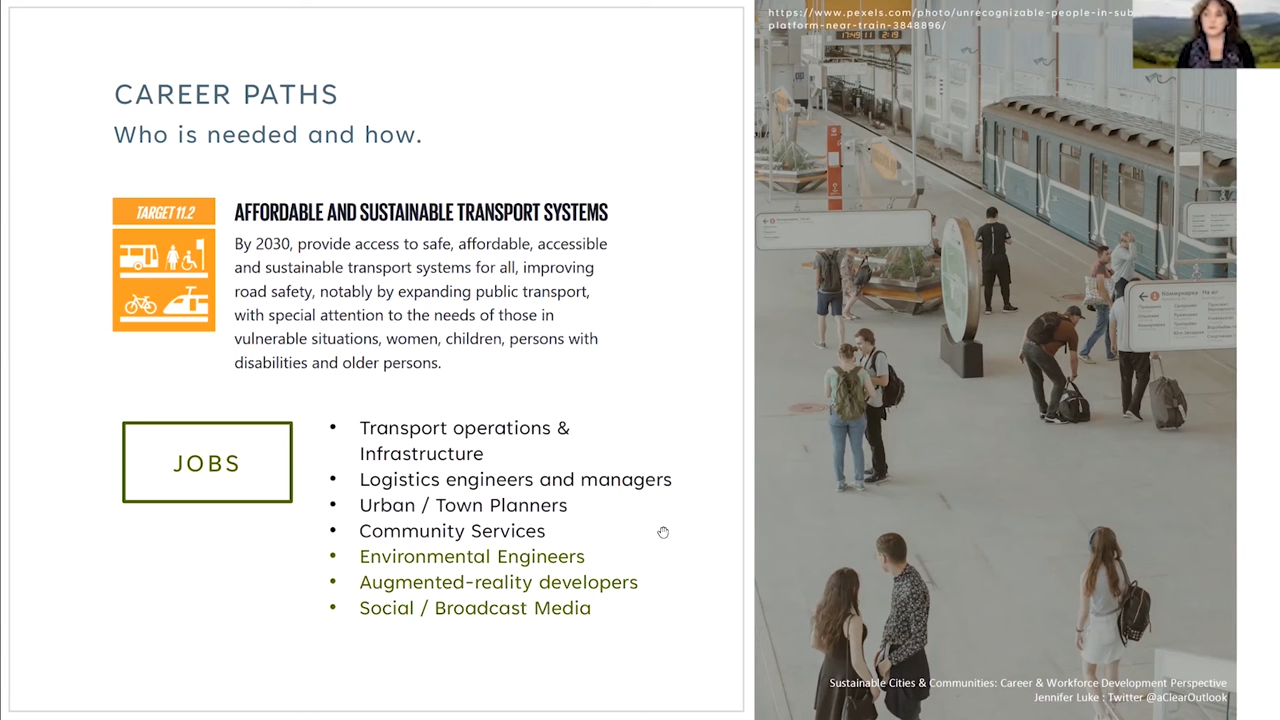 CAREER PATHS
Who is needed and how.
TARGET 11.2
AFFORDABLE AND SUSTAINABLE TRANSPORT SYSTEMS
By 2030, provide access to safe, affordable, accessible
and sustainable transport systems for all, improving
road safety, notably by expanding public transport,
with special attention to the needs of those in
vulnerable situations, women, children, persons with
disabilities and older persons.
JOBS
• Transport operations &
Infrastructure
• Logistics engineers and managers
• Urban / Town Planners
• Community Services
• Environmental Engineers
• Augmented-reality developers
• Social / Broadcast Media
https://www.pexels.com/photo/unrecognizable-people-in-sub
platform-near-train-3848896/
Коммунарка
Sustainable Cities & Communities: Career & Workforce Development Perspective
Jennifer Luke : Twitter @aClearOutlook